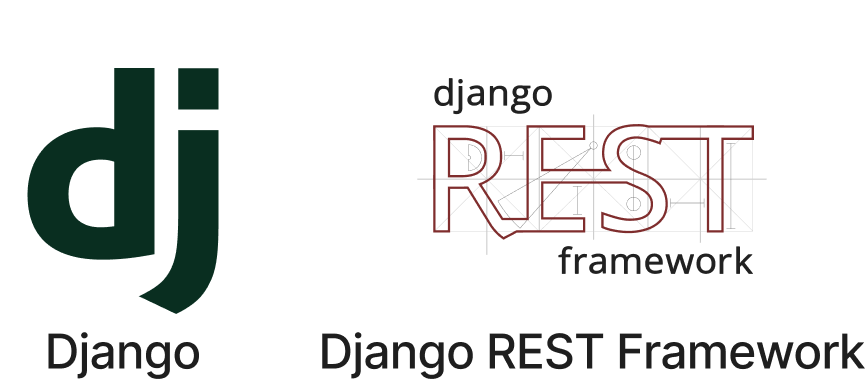 dj
django
REST
framework
Django
Django REST Framework